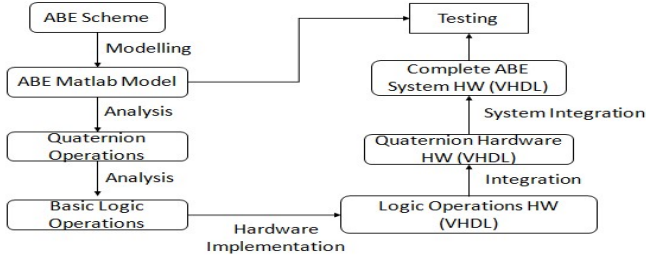 ABE Scheme
Modelling
ABE Matlab Model
Analysis
Quaternion
Operations
Analysis
Basic Logic
Operations
Hardware
Implementation
Logic Operations HW
(VHDL)
Integration
Quaternion Hardware
HW (VHDL)
System Integration
Complete ABE
System HW (VHDL)
Testing